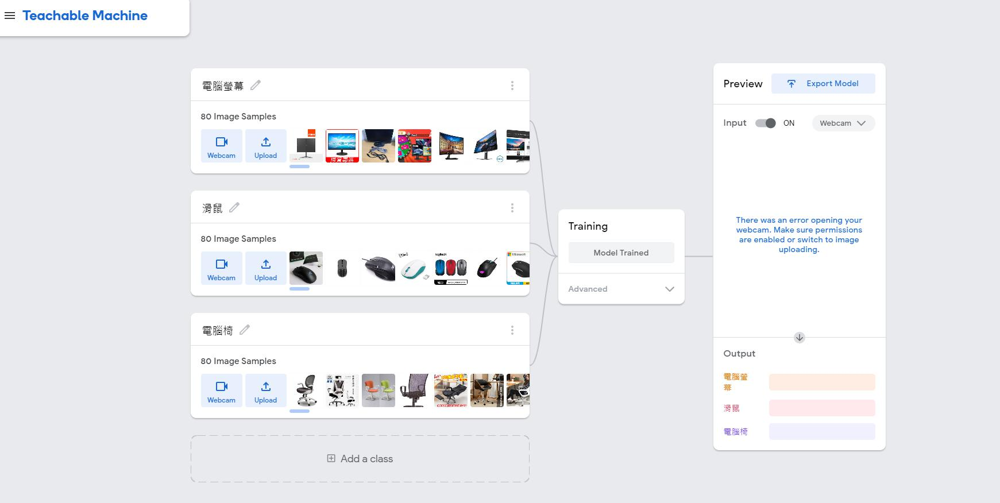 Teachable Machine
電腦螢幕
80 Image Samples
Webcam
Upload
滑鼠
80 Image Samples
Webcam
Upload
logitech
Microsoft
電腦椅
80 Image Samples
Webcam
Upload
Add a class
Training
Model Trained
Advanced
Preview
Export Model
Input
ON
Webcam
There was an error opening your
webcam. Make sure permissions
are enabled or switch to image
uploading.
Output
電腦螢
幕
滑鼠
電腦椅